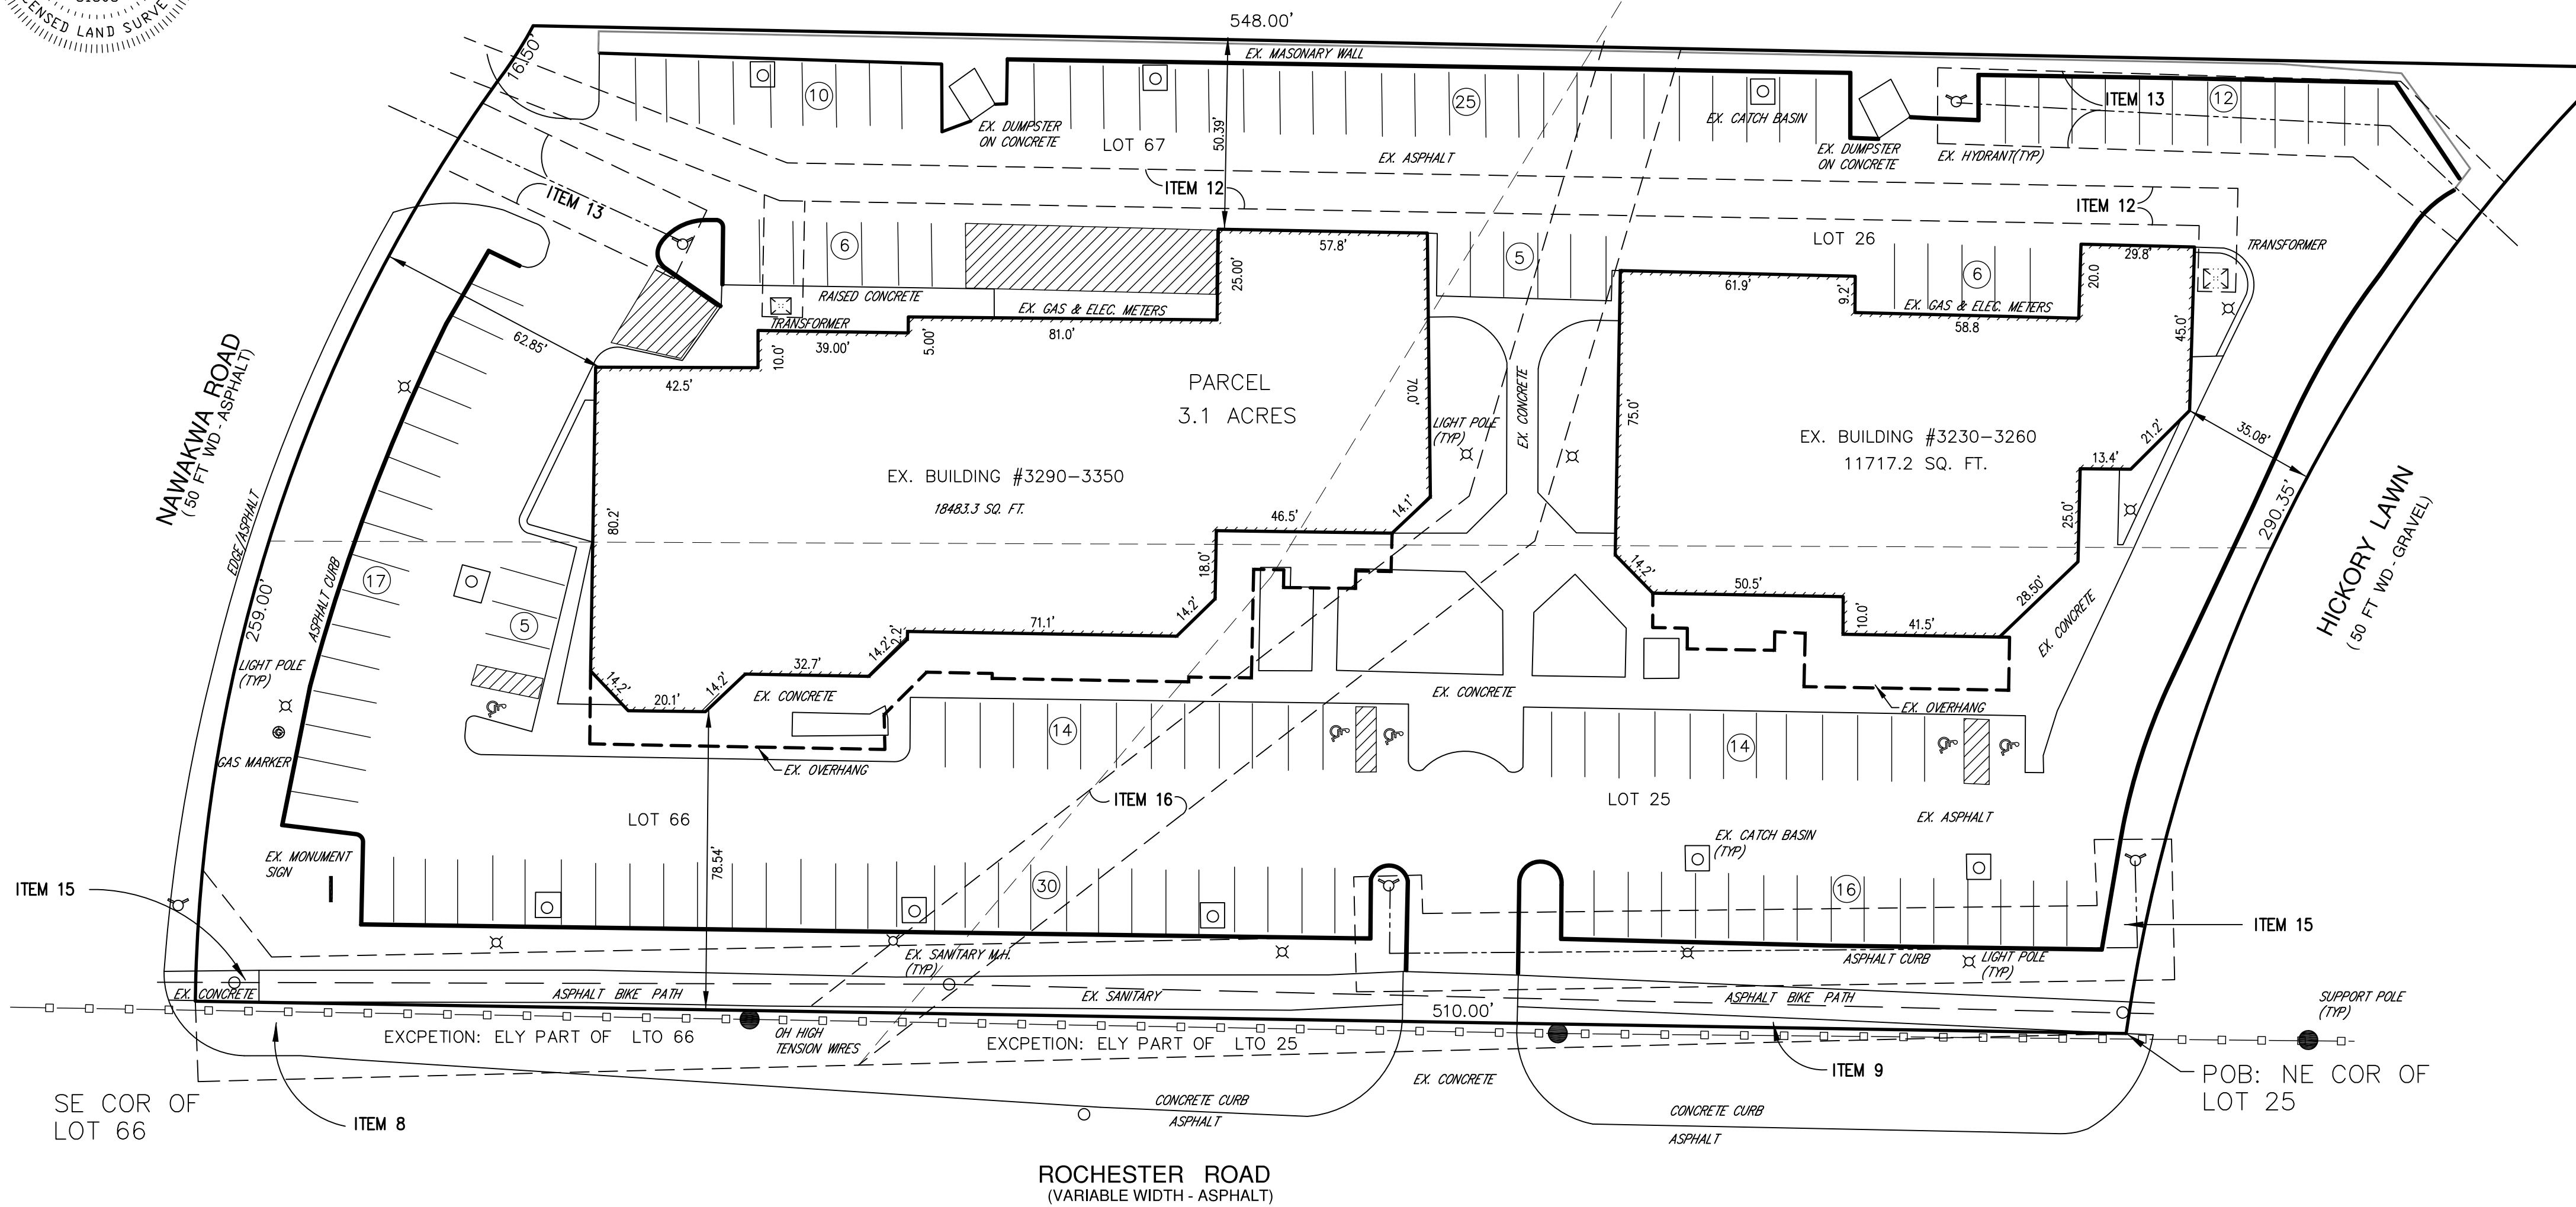 CENSED LAND SURVE
548.00'
16.50'
EX. MASONARY WALL
10
25
12
ITEM 13
EX. DUMPSTER
ON CONCRETE
LOT 67
50.39'
EX. ASPHALT
EX. CATCH BASIN
EX. DUMPSTER
ON CONCRETE
EX. HYDRANT(TYP)
ITEM 13
ITEM 12
ITEM 12
6
5
LOT 26
6
TRANSFORMER
57.8'
25.00'
29.8'
20.0
61.9'
9.2'
RAISED CONCRETE
EX. GAS & ELEC. METERS
EX. GAS & ELEC. METERS
TRANSFORMER
58.8
45.0'
62.85'
10.0'
39.00'
5.00'
81.0'
42.5'
NAWAKWA ROAD
(50 FT WD - ASPHALT)
PARCEL
3.1 ACRES
70.0'
75.0'
LIGHT POLE
(TYP)
EX. CONCRETE
EX. BUILDING #3230-3260
11717.2 SQ. FT.
21.2'
35.08'
13.4'
EX. BUILDING #3290-3350
18483.3 SQ. FT.
80.2'
46.5'
14.1'
25.0'
290.35'
HICKORY LAWN
(50 FT WD - GRAVEL)
EDGE/ASPHALT
259.00'
ASPHALT CURB
17
5
18.0'
14.2'
14.2'
50.5'
28.50'
10.0'
41.5'
EX. CONCRETE
71.1'
2.2'
14.2'
32.7'
14.2'
20.1'
14.2'
LIGHT POLE
(TYP)
EX. CONCRETE
EX. CONCRETE
EX. OVERHANG
GAS MARKER
14
14
EX. OVERHANG
ITEM 16
LOT 25
LOT 66
EX. ASPHALT
EX. CATCH BASIN
(TYP)
78.54'
EX. MONUMENT
SIGN
ITEM 15
30
16
ITEM 15
EX. SANITARY M.H.
(TYP)
ASPHALT CURB
LIGHT POLE
(TYP)
EX. CONCRETE
ASPHALT BIKE PATH
EX. SANITARY
510.00'
ASPHALT BIKE PATH
SUPPORT POLE
(TYP)
EXCPETION: ELY PART OF LTO 66
OH HIGH
TENSION WIRES
EXCPETION: ELY PART OF LTO 25
EX. CONCRETE
ITEM 9
POB: NE COR OF
LOT 25
SE COR OF
LOT 66
ITEM 8
CONCRETE CURB
ASPHALT
CONCRETE CURB
ASPHALT
ROCHESTER ROAD
(VARIABLE WIDTH - ASPHALT)